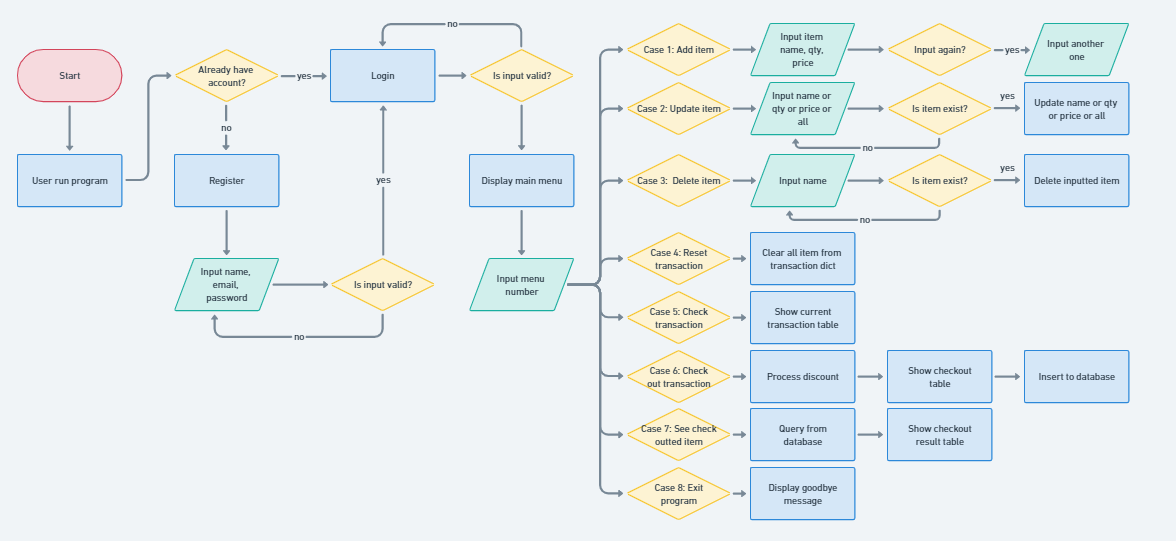 Start
User run program
Already have
account?
yes
no
Register
Input name,
email,
password
Is input valid?
no
yes
Login
no
Is input valid?
Display main menu
Input menu
number
Case 1: Add item
Input item
name, qty,
price
Input again?
yes
Input another
one
Case 2: Update item
Input name or
qty or price or
all
Is item exist?
yes
Update name or qty
or price or all
no
Case 3: Delete item
Input name
Is item exist?
yes
Delete inputted item
no
Case 4: Reset
transaction
Clear all item from
transaction dict
Case 5: Check
transaction
Show current
transaction table
Case 6: Check
out transaction
Process discount
Show checkout
table
Insert to database
Case 7: See check
outted item
Query from
database
Show checkout
result table
Case 8: Exit
program
Display goodbye
message